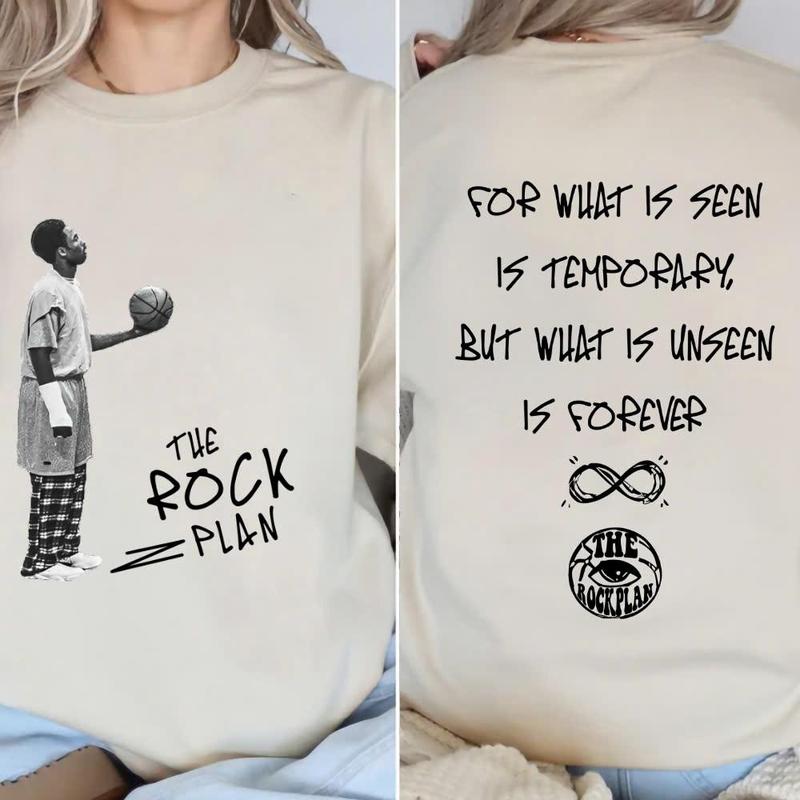 THE
ROCK
PLAN
FOR WHAT IS SEEN
IS TEMPORARY,
BUT WHAT IS UNSEEN
IS FOREVER
THE
ROCKPLAN